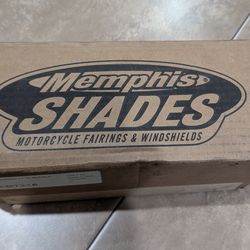 Memphis
SHADES
MOTORCYCLE FAIRINGS & WINDSHIELDS